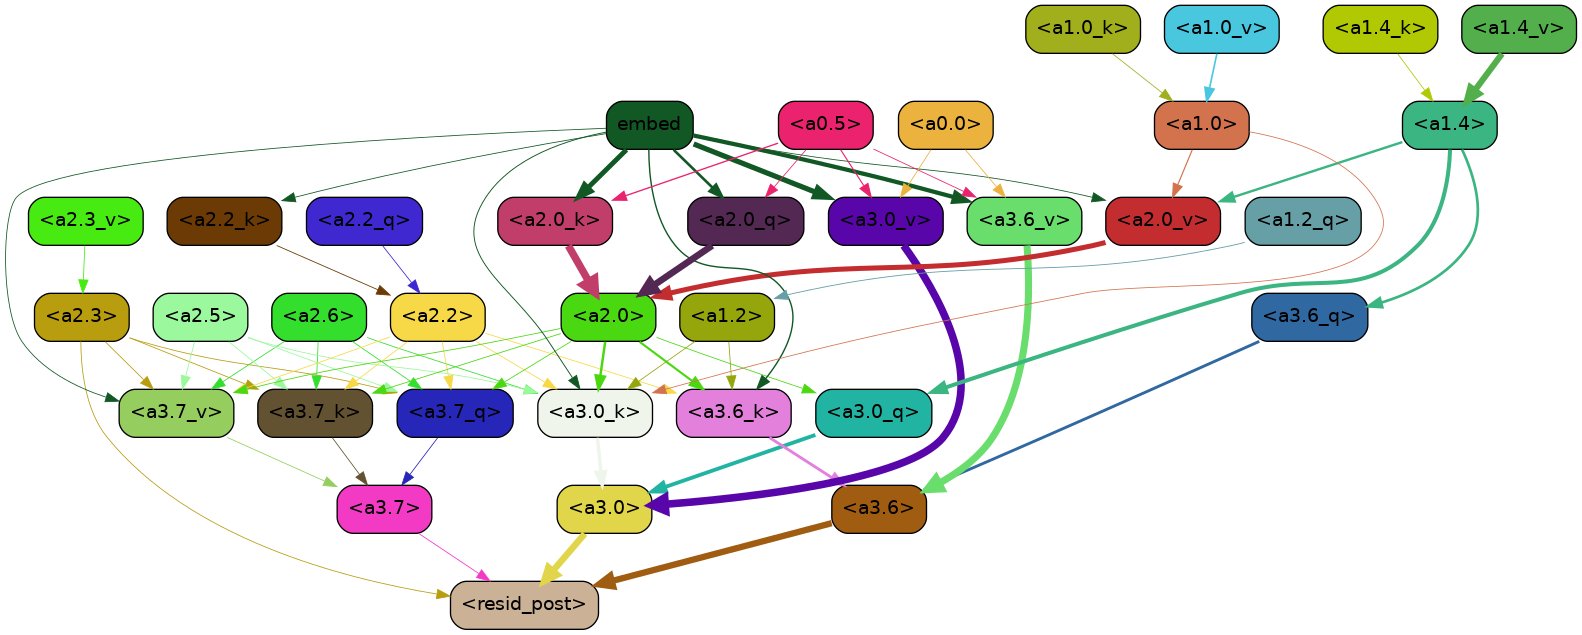 <a1.0_k>
<a1.0_v>
<a1.4_k>
<a1.4_v>
embed
<a0.5>
<a0.0>
<a1.0>
<a1.4>
<a2.3_v>
<a2.2_k>
<a2.2_q>
<a2.0_k>
<a2.0_q>
<a3.0_v>
<a3.6_v>
<a2.0_v>
<a1.2_q>
<a2.3>
<a2.5>
<a2.6>
<a2.2>
<a2.0>
<a1.2>
<a3.6_q>
<a3.7_v>
<a3.7_k>
<a3.7_q>
<a3.0_k>
<a3.6_k>
<a3.0_q>
<a3.7>
<a3.0>
<a3.6>
<resid_post>